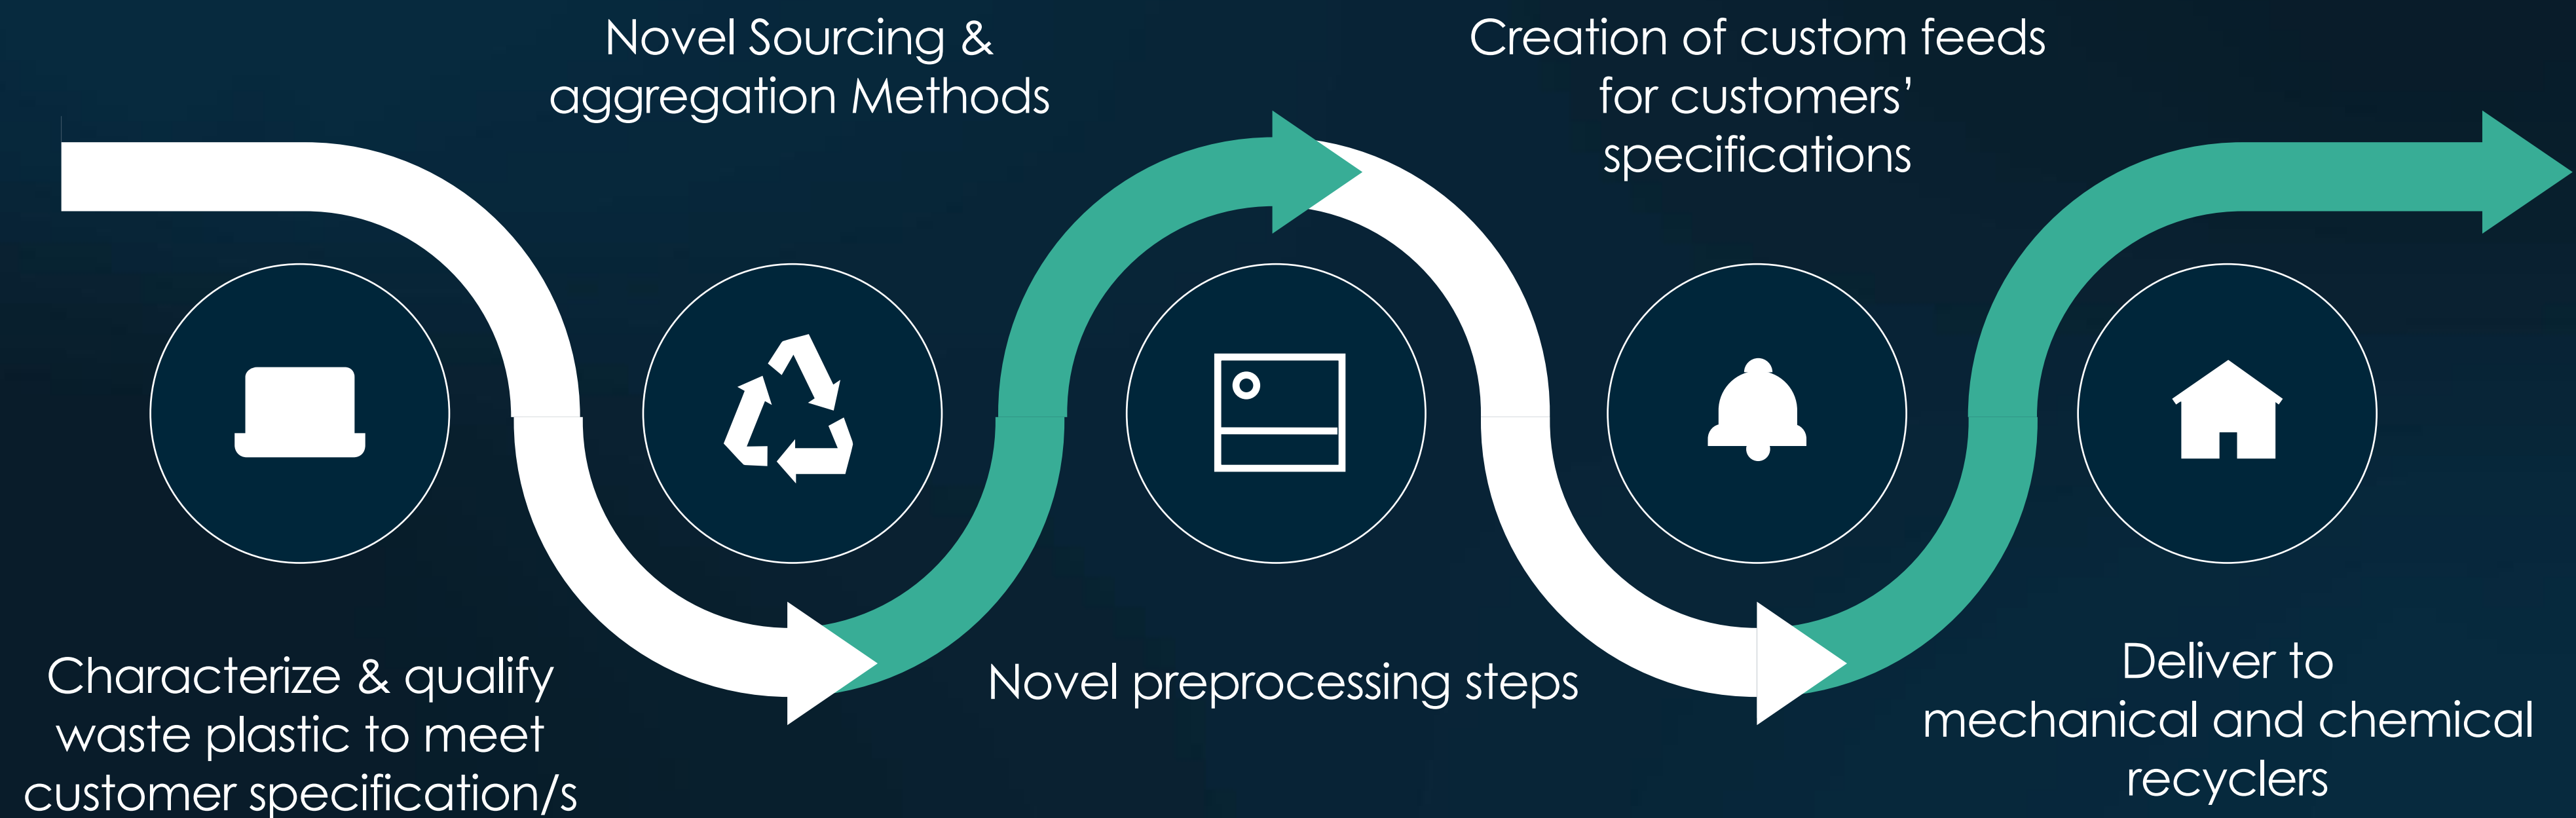 Characterize & qualify
waste plastic to meet
customer specification/s
Novel Sourcing &
aggregation Methods
Novel preprocessing steps
Creation of custom feeds
for customers’
specifications
Deliver to
mechanical and chemical
recyclers